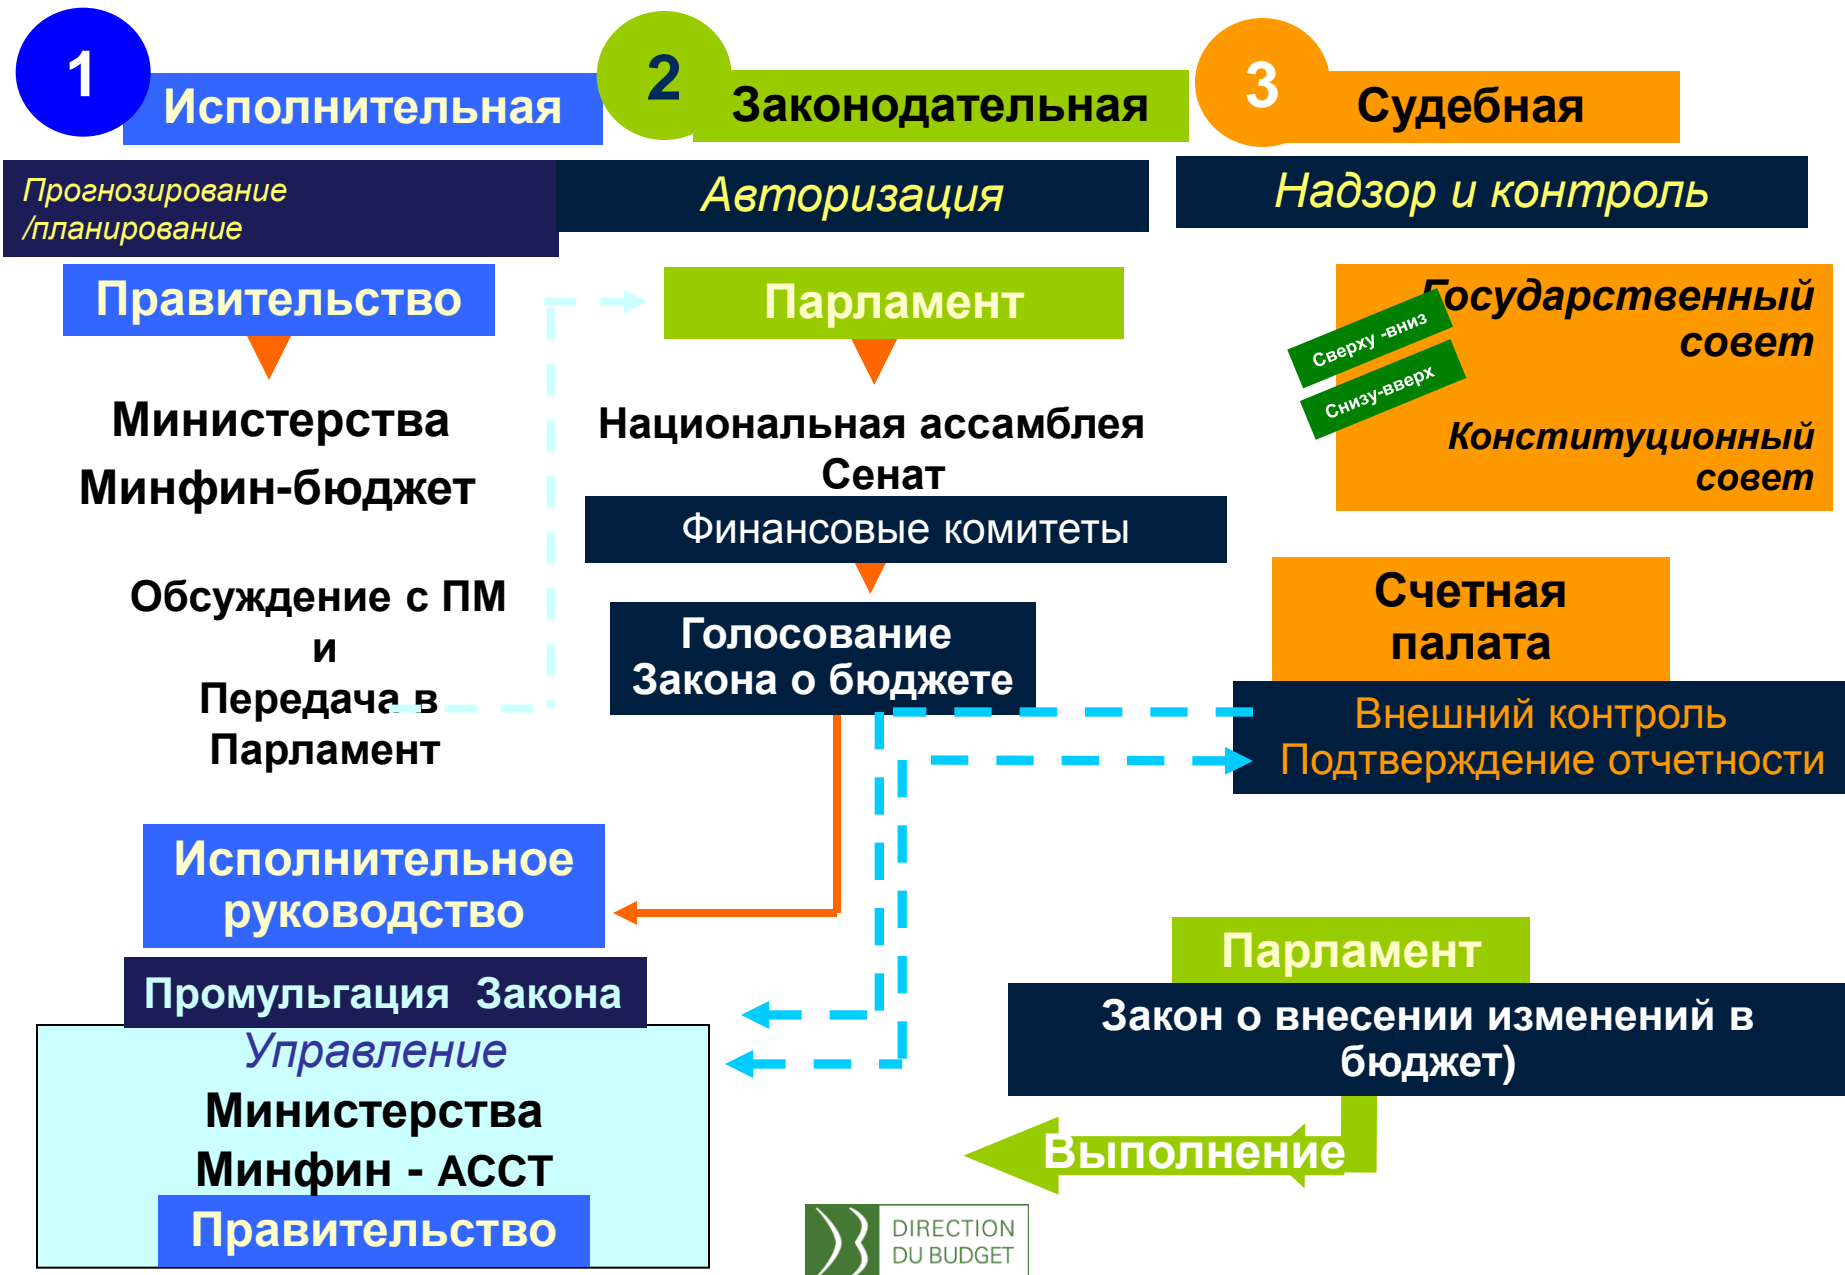 1
Исполнительная
2
Законодательная
3
Судебная
Прогнозирование
/планирование
Авторизация
Надзор и контроль
Правительство
Министерства
Минфин-бюджет
Обсуждение с ПМ
и
Передача в
Парламент
Парламент
Национальная ассамблея
Сенат
Финансовые комитеты
Голосование
Закона о бюджете
Государственный
совет
Сверху -вниз
Снизу-вверх
Конституционный
совет
Счетная
палата
Внешний контроль
Подтверждение отчетности
Исполнительное
руководство
Промульгация Закона
Управление
Министерства
Минфин - АССТ
Правительство
Парламент
Закон о внесении изменений в
бюджет)
Выполнение
DIRECTION
DU BUDGET